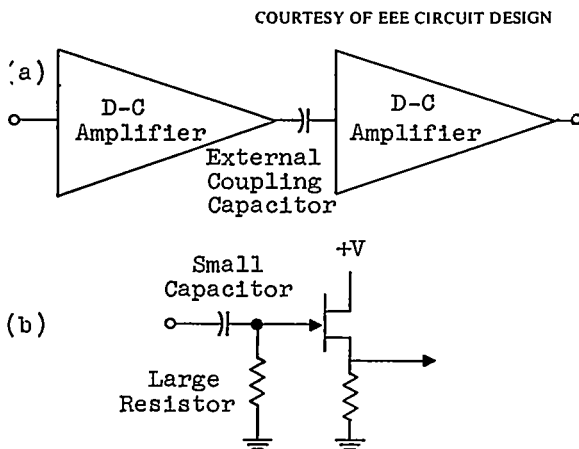 COURTESY OF EEE CIRCUIT DESIGN
(a)
D-C
Amplifier
D-C
Amplifier
External
Coupling
Capacitor
+V
Small
Capacitor
(b)
Large
Resistor